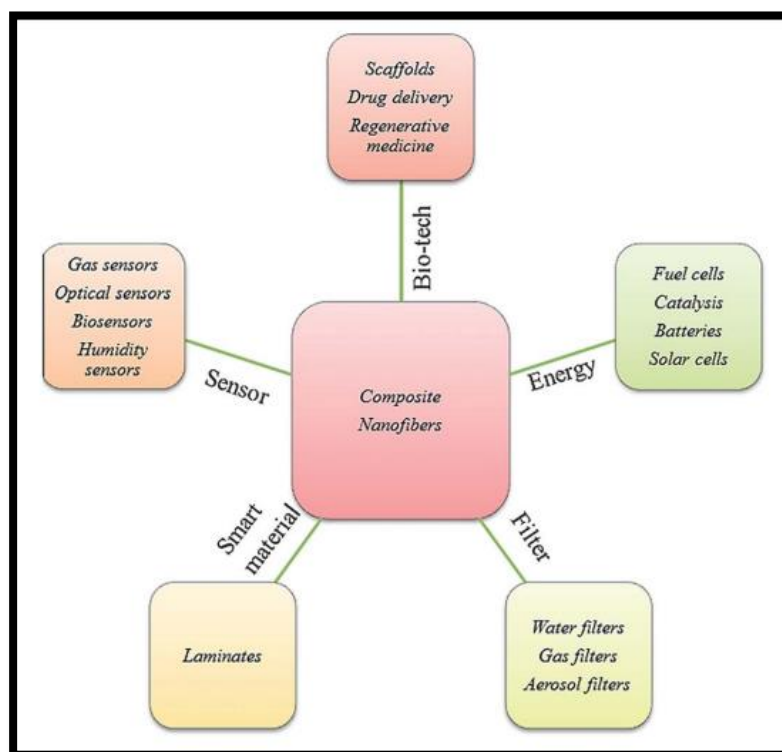 Scaffolds
Drug delivery
Regenerative
medicine
Bio-tech
Gas sensors
Optical sensors
Biosensors
Humidity
sensors
Sensor
Fuel cells
Catalysis
Batteries
Solar cells
Energy
Composite
Nanofibers
Smart
material
Laminates
Filter
Water filters
Gas filters
Aerosol filters